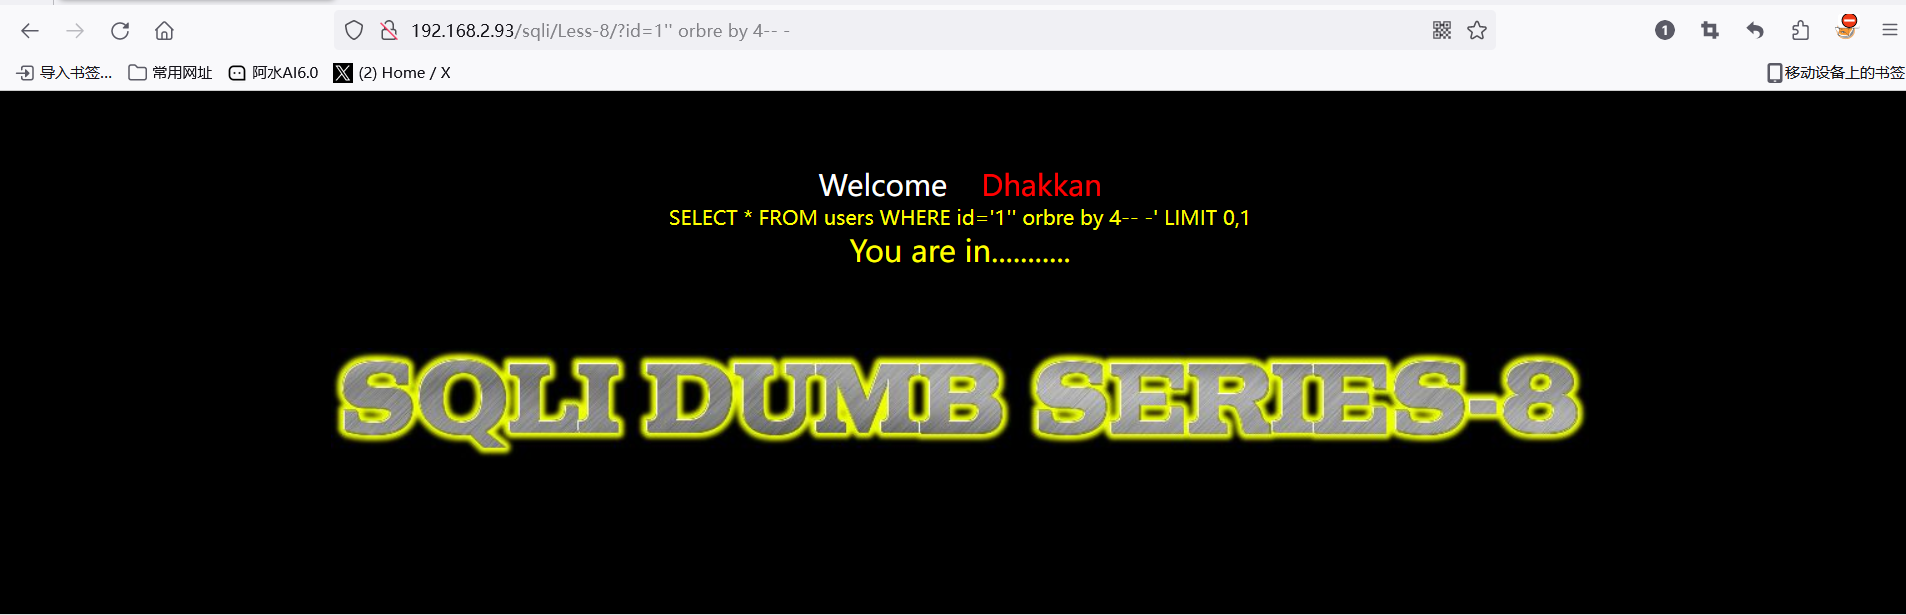 192.168.2.93/sqli/Less-8/?id=1'' orbre by 4-- -
1
导入书签... 常用网址 阿水AI6.0 X (2) Home / X 移动设备上的书签
Welcome Dhakkan
SELECT * FROM users WHERE id='1'' orbre by 4-- -' LIMIT 0,1
You are in...........
SQLI DUMB SERIES-8